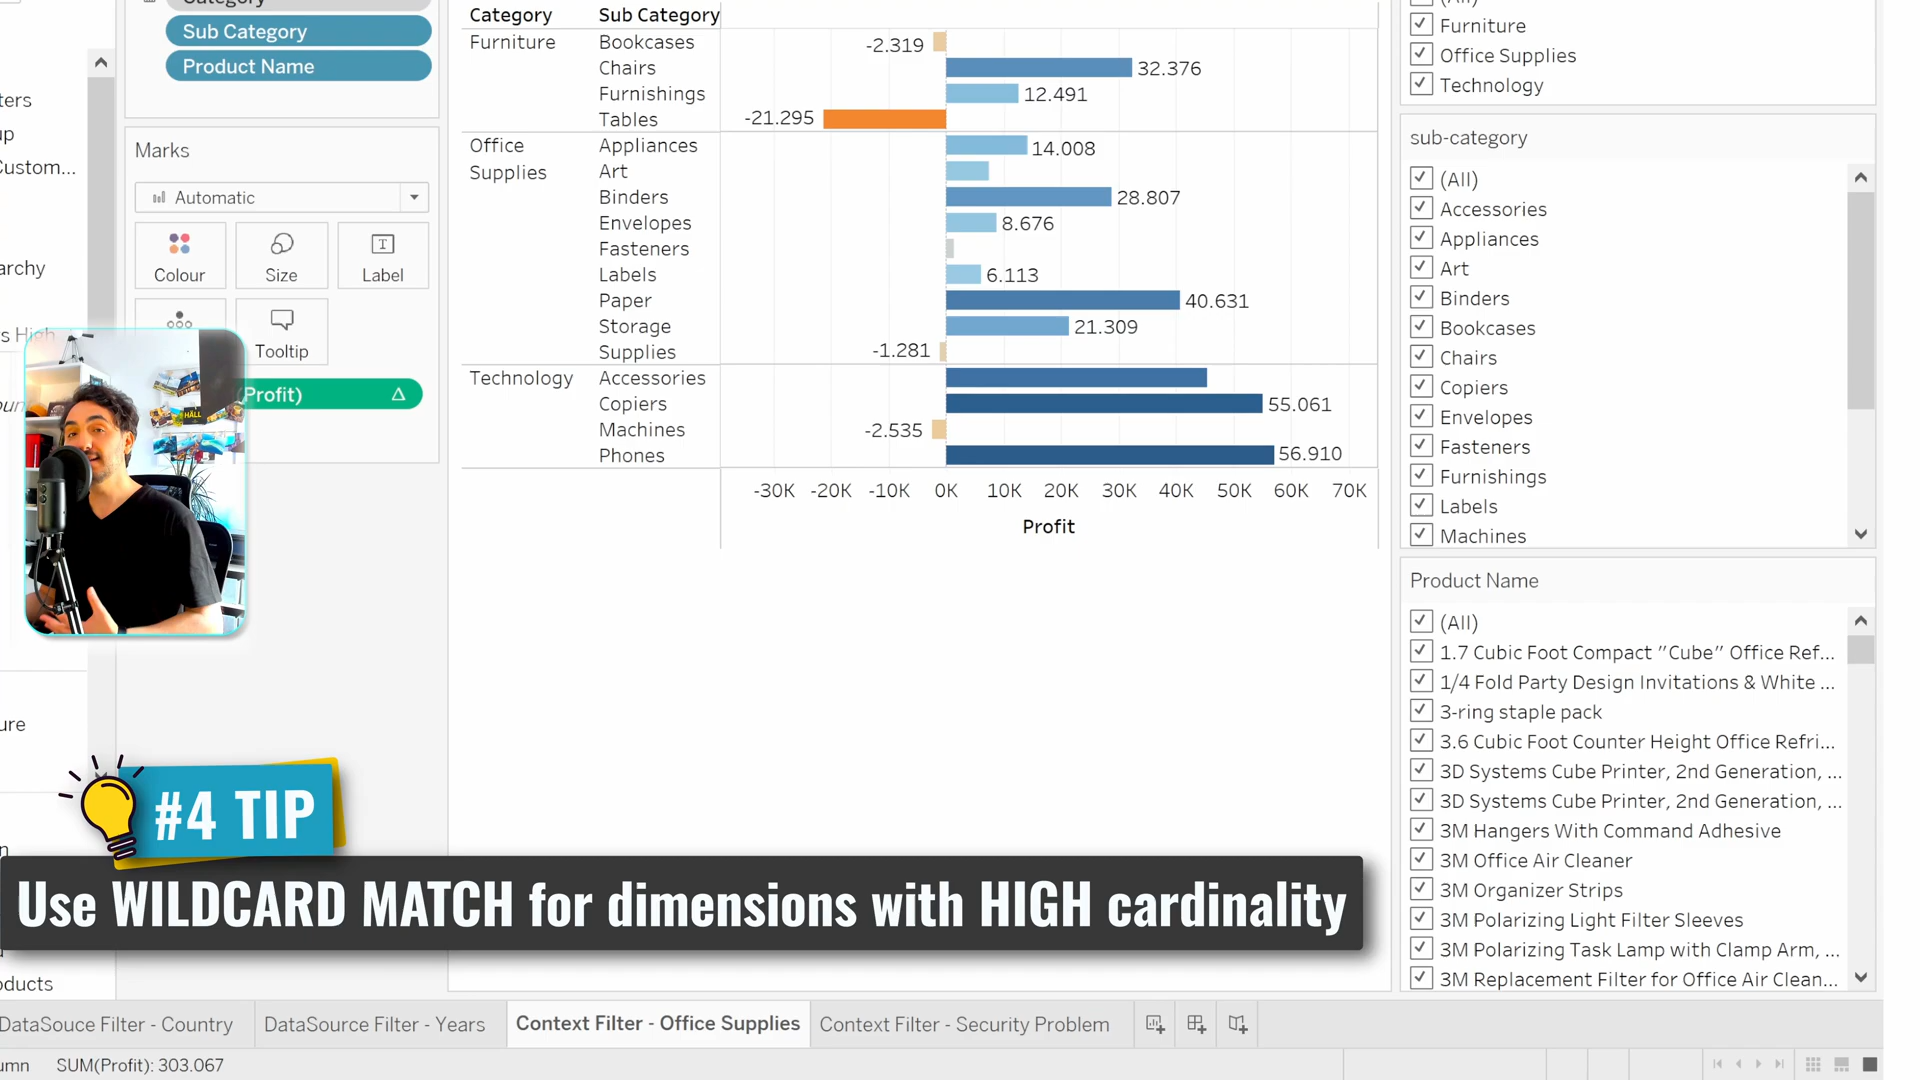 Category
Sub Category
Product Name
ters
up
Custom...
archy
s High
oun
ure
n
oducts
Marks
Automatic
Colour
Size
Label
Tooltip
(Profit)
Category Sub Category
Furniture Bookcases -2.319
Chairs 32.376
Furnishings 12.491
Tables -21.295
Office Supplies
Appliances 14.008
Art
Binders 28.807
Envelopes 8.676
Fasteners
Labels 6.113
Paper 40.631
Storage 21.309
Supplies -1.281
Technology Accessories
Copiers 55.061
Machines -2.535
Phones 56.910
-30K -20K -10K 0K 10K 20K 30K 40K 50K 60K 70K
Profit
(All)
Furniture
Office Supplies
Technology
sub-category
(All)
Accessories
Appliances
Art
Binders
Bookcases
Chairs
Copiers
Envelopes
Fasteners
Furnishings
Labels
Machines
Product Name
(All)
1.7 Cubic Foot Compact "Cube" Office Ref...
1/4 Fold Party Design Invitations & White ...
3-ring staple pack
3.6 Cubic Foot Counter Height Office Refri...
3D Systems Cube Printer, 2nd Generation, ...
3D Systems Cube Printer, 2nd Generation, ...
3M Hangers With Command Adhesive
3M Office Air Cleaner
3M Organizer Strips
3M Polarizing Light Filter Sleeves
3M Polarizing Task Lamp with Clamp Arm, ...
3M Replacement Filter for Office Air Clean...
#4 TIP
Use WILDCARD MATCH for dimensions with HIGH cardinality
DataSouce Filter - Country
DataSource Filter - Years
Context Filter - Office Supplies
Context Filter - Security Problem
umn
SUM(Profit): 303.067